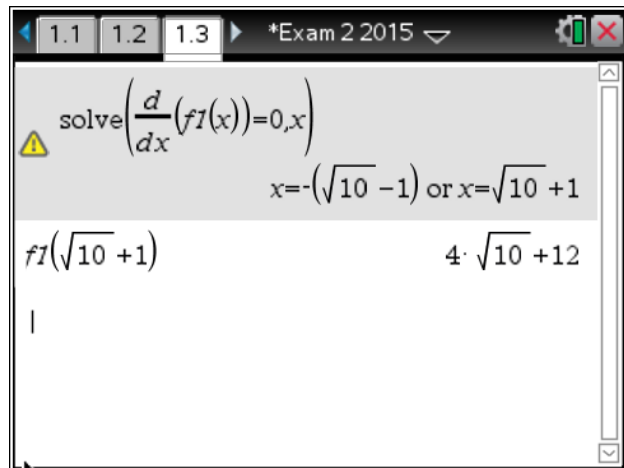 1.1 1.2 1.3 *Exam 2 2015
solve(d/dx(f1(x))=0,x)
x=-(√10 -1) or x=√10 +1
f1(√10 +1) 4·√10 +12